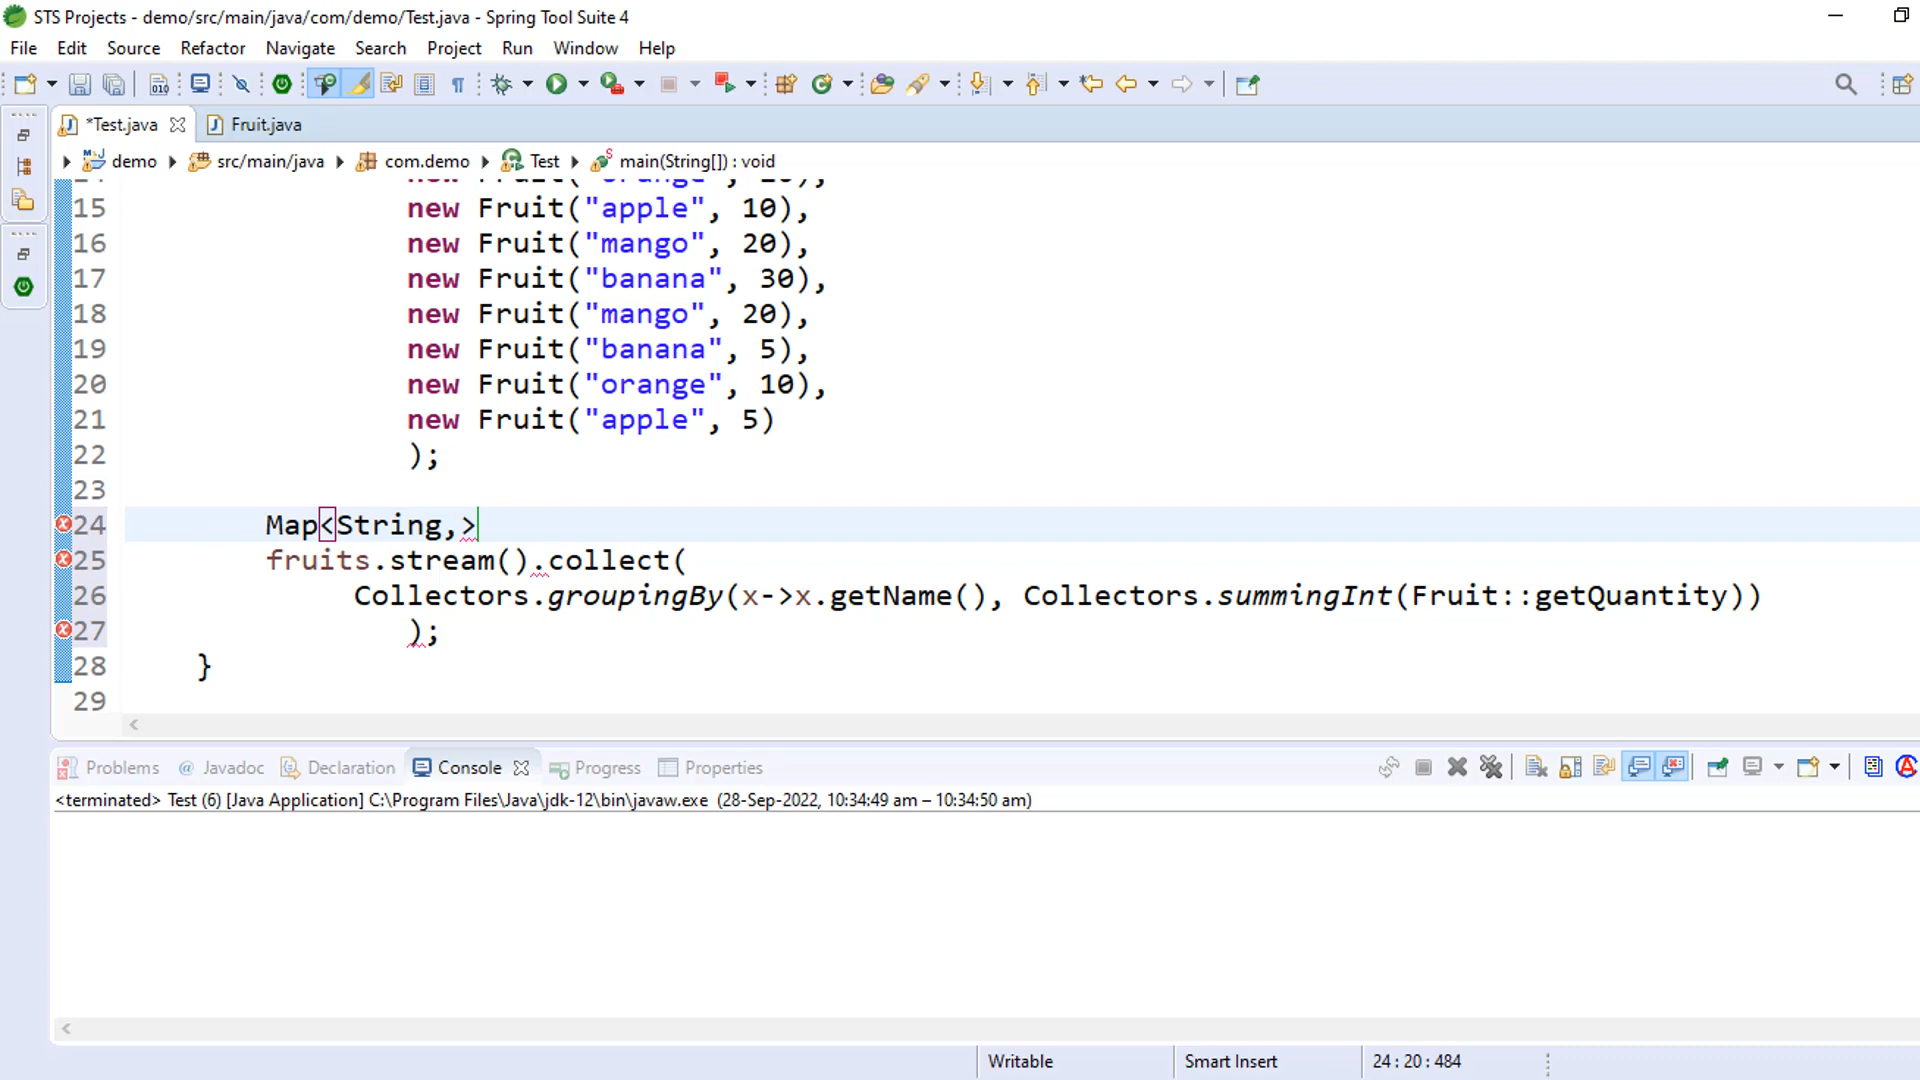 STS Projects - demo/src/main/java/com/demo/Test.java - Spring Tool Suite 4
File Edit Source Refactor Navigate Search Project Run Window Help
*Test.java Fruit.java
demo src/main/java com.demo Test main(String[]) : void
15 new Fruit("apple", 10),
16 new Fruit("mango", 20),
17 new Fruit("banana", 30),
18 new Fruit("mango", 20),
19 new Fruit("banana", 5),
20 new Fruit("orange", 10),
21 new Fruit("apple", 5)
22 );
23
24 Map<String,>
25 fruits.stream().collect(
26 Collectors.groupingBy(x->x.getName(), Collectors.summingInt(Fruit::getQuantity))
27 );
28 }
29
Problems @ Javadoc Declaration Console Progress Properties
<terminated> Test (6) [Java Application] C:\Program Files\Java\jdk-12\bin\javaw.exe (28-Sep-2022, 10:34:49 am – 10:34:50 am)
Writable Smart Insert 24 : 20 : 484